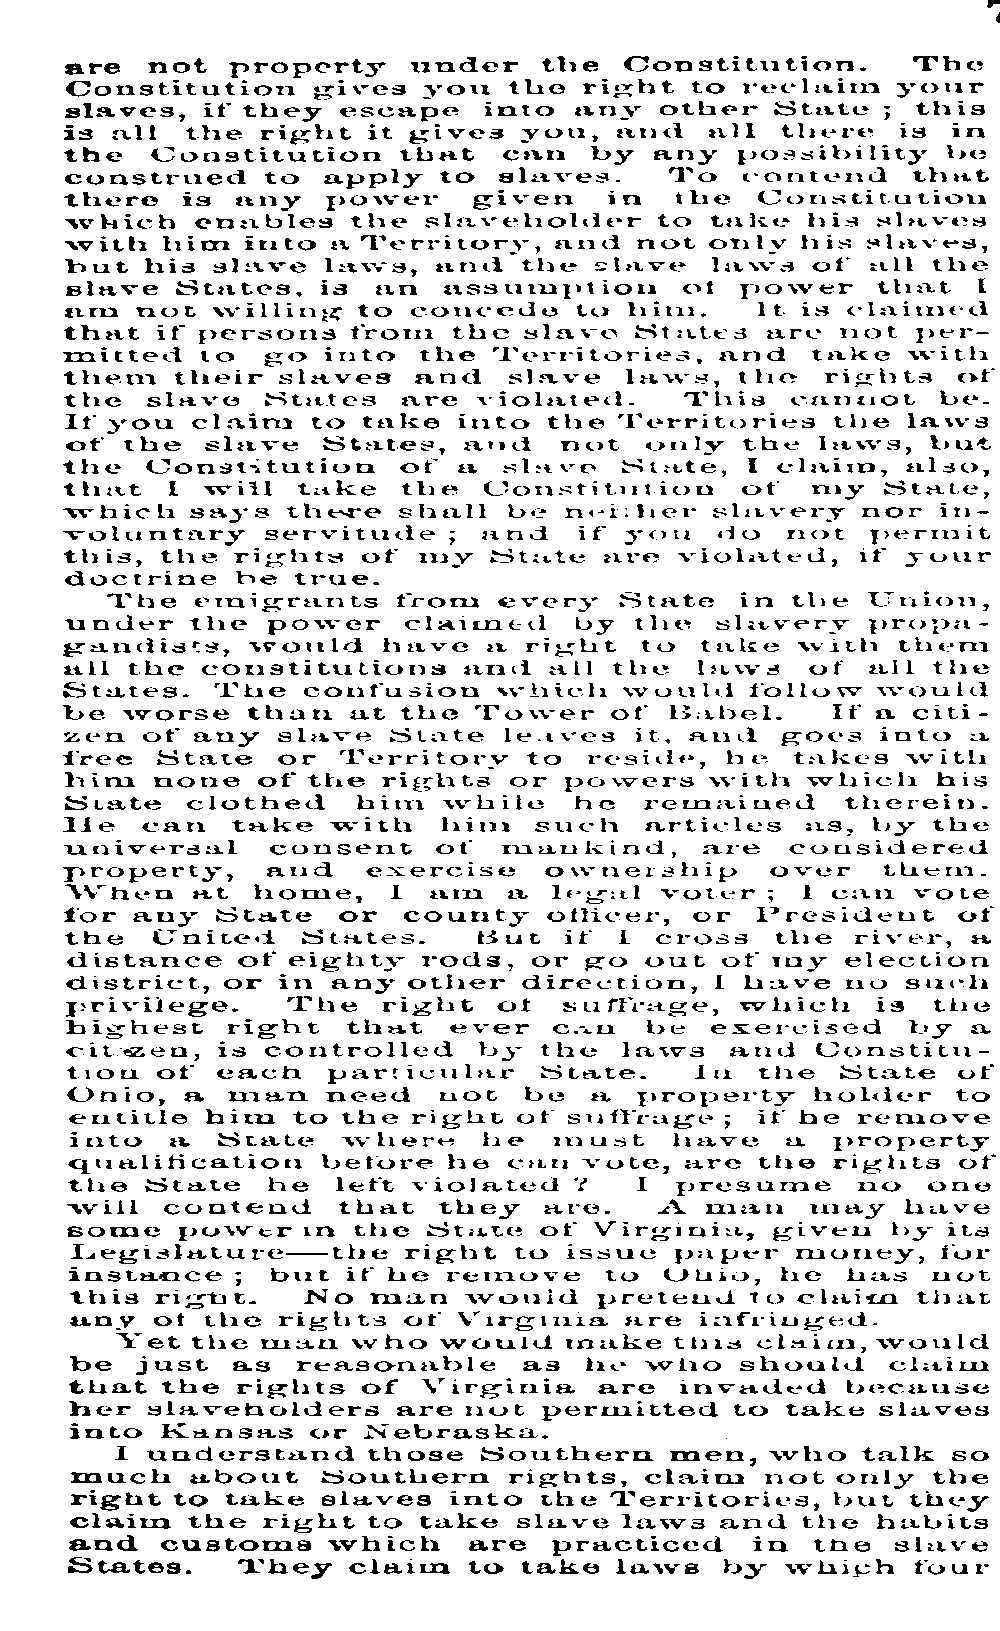 7
are not property under the Constitution. The
Constitution gives you the right to reclaim your
slaves, if they escape into any other State ; this
is all the right it gives you, and all there is in
the Constitution that can by any possibility be
construed to apply to slaves. To contend that
there is any power given in the Constitution
which enables the slaveholder to take his slaves
with him into a Territory, and not only his slaves,
but his slave laws, and the slave laws of all the
slave States, is an assumption of power that I
am not willing to concede to him. It is claimed
that if persons from the slave States are not per-
mitted to go into the Territories, and take with
them their slaves and slave laws, the rights of
the slave States are violated. This cannot be.
If you claim to take into the Territories the laws
of the slave States, and not only the laws, but
the Constitution of a slave State, I claim, also,
that I will take the Constitution of my State,
which says there shall be neither slavery nor in-
voluntary servitude ; and if you do not permit
this, the rights of my State are violated, if your
doctrine be true.
The emigrants from every State in the Union,
under the power claimed by the slavery propa-
gandists, would have a right to take with them
all the constitutions and all the laws of all the
States. The confusion which would follow would
be worse than at the Tower of Babel. If a citi-
zen of any slave State leaves it, and goes into a
free State or Territory to reside, he takes with
him none of the rights or powers with which his
State clothed him while he remained therein.
He can take with him such articles as, by the
universal consent of mankind, are considered
property, and exercise ownership over them.
When at home, I am a legal voter ; I can vote
for any State or county officer, or President of
the United States. But if I cross the river, a
distance of eighty rods, or go out of my election
district, or in any other direction, I have no such
privilege. The right of suffrage, which is the
highest right that ever can be exercised by a
citizen, is controlled by the laws and Constitu-
tion of each particular State. In the State of
Ohio, a man need not be a property holder to
entitle him to the right of suffrage ; if he remove
into a State where he must have a property
qualification before he can vote, are the rights of
the State he left violated ? I presume no one
will contend that they are. A man may have
some power in the State of Virginia, given by its
Legislature—the right to issue paper money, for
instance ; but if he remove to Ohio, he has not
this right. No man would pretend to claim that
any of the rights of Virginia are infringed.
Yet the man who would make this claim, would
be just as reasonable as he who should claim
that the rights of Virginia are invaded because
her slaveholders are not permitted to take slaves
into Kansas or Nebraska.
I understand those Southern men, who talk so
much about Southern rights, claim not only the
right to take slaves into the Territories, but they
claim the right to take slave laws and the habits
and customs which are practiced in the slave
States. They claim to take laws by which four